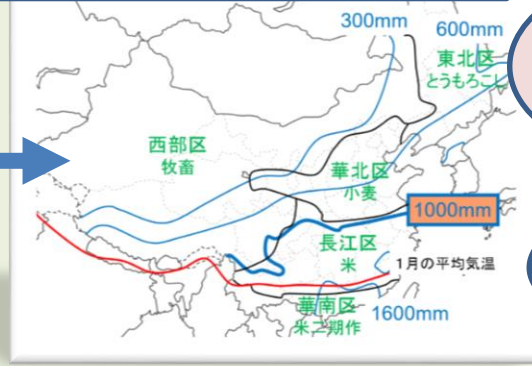 300mm
600mm
東北区
とうもろこし
西部区
牧畜
華北区
小麦
1000mm
長江区
米
1月の平均気温
華南区
米二期作
1600mm